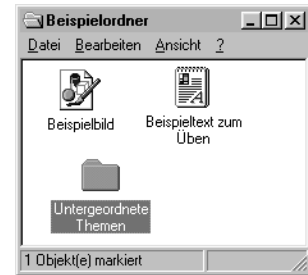 Beispielordner
Datei Bearbeiten Ansicht ?
Beispielbild
Beispieltext zum
Üben
Untergeordnete
Themen
1 Objekt(e) markiert